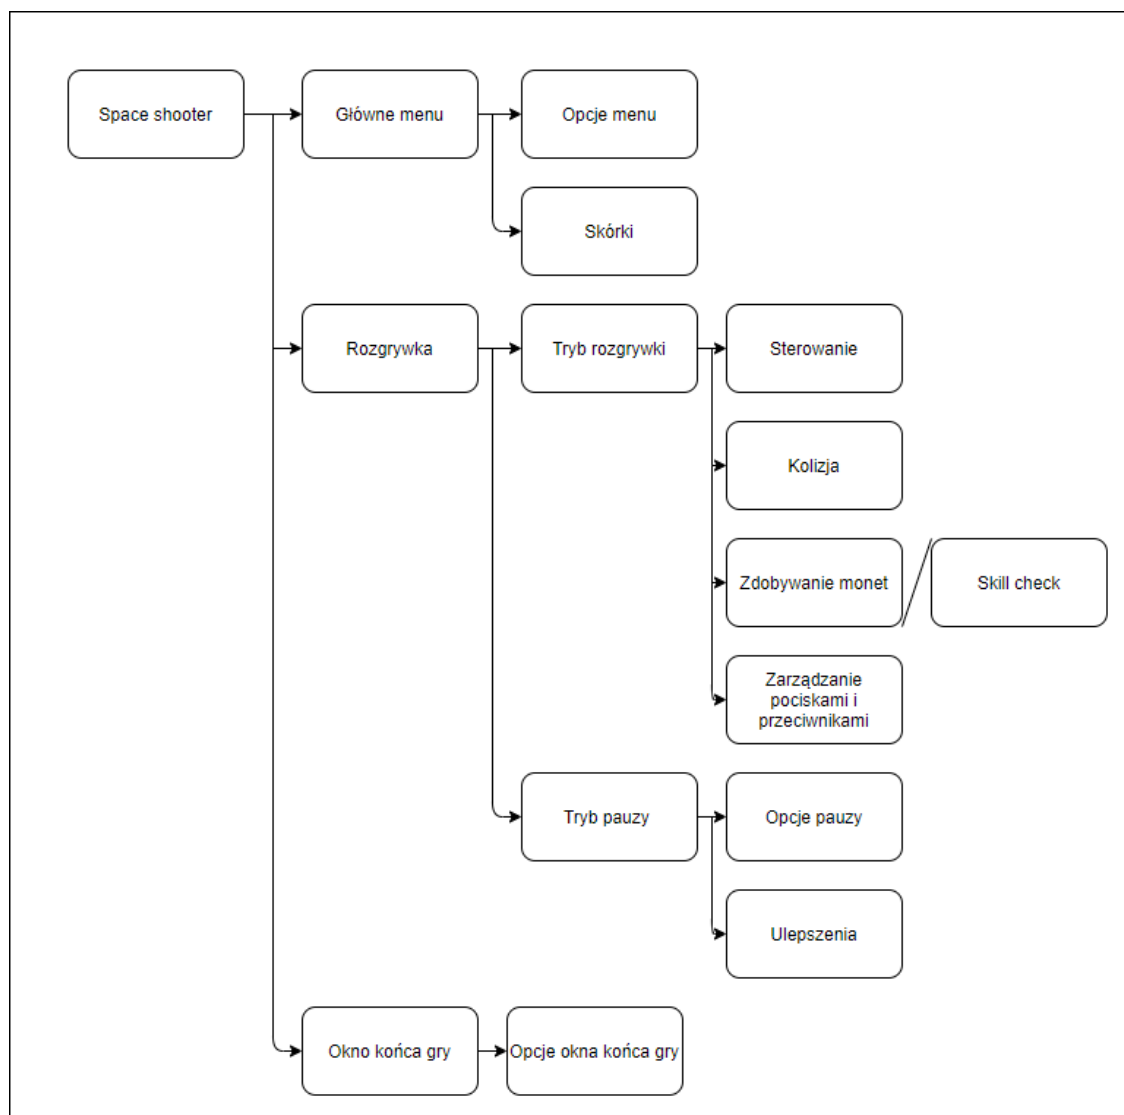 Space shooter
Główne menu
Opcje menu
Skórki
Rozgrywka
Tryb rozgrywki
Sterowanie
Kolizja
Zdobywanie monet
Skill check
Zarządzanie
pociskami i
przeciwnikami
Tryb pauzy
Opcje pauzy
Ulepszenia
Okno końca gry
Opcje okna końca gry